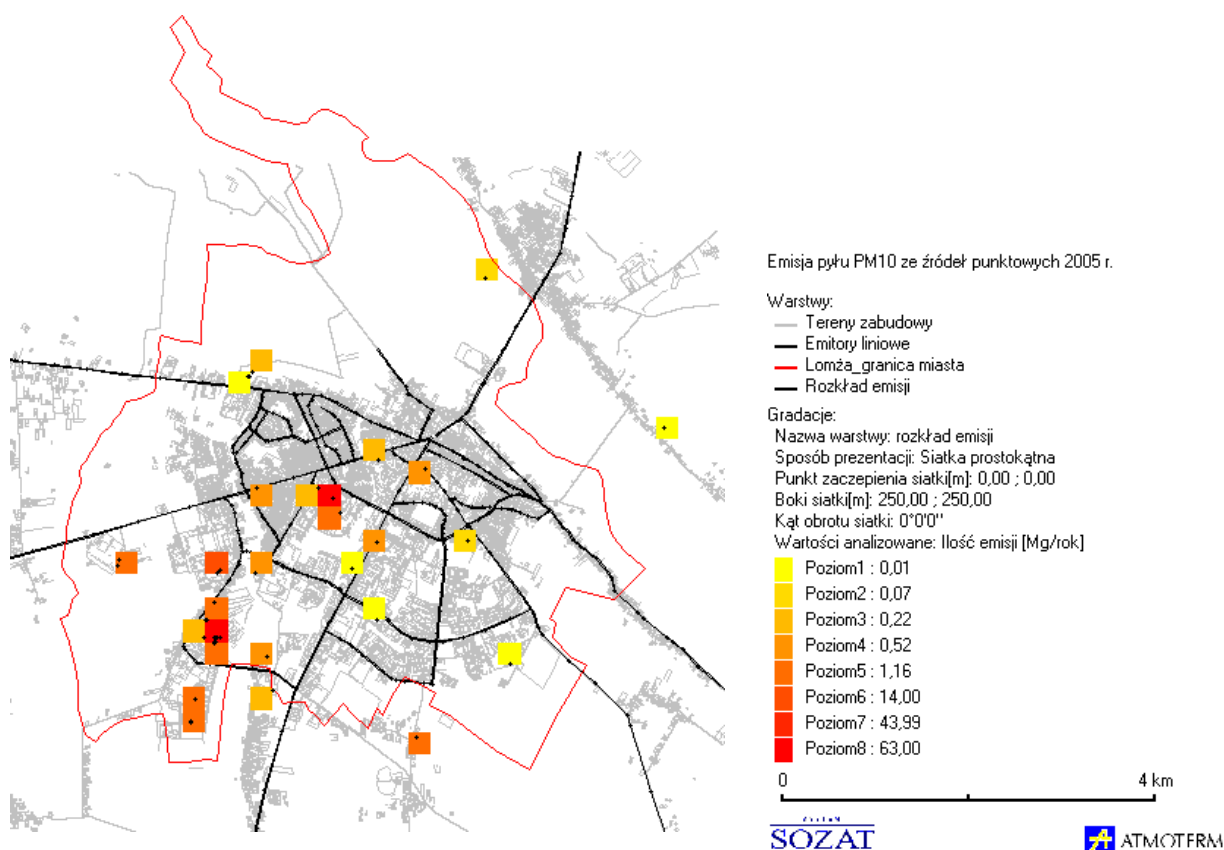 Emisja pyłu PM10 ze źródeł punktowych 2005 r.
Warstwy:
Tereny zabudowy
Emitory liniowe
Lomża_granica miasta
Rozkład emisji
Gradacje:
Nazwa warstwy: rozkład emisji
Sposób prezentacji: Siatka prostokątna
Punkt zaczepienia siatki[m]: 0,00 ; 0,00
Boki siatki[m]: 250,00 ; 250,00
Kąt obrotu siatki: 0°0'0''
Wartości analizowane: Ilość emisji [Mg/rok]
Poziom1 : 0,01
Poziom2 : 0,07
Poziom3 : 0,22
Poziom4 : 0,52
Poziom5 : 1,16
Poziom6 : 14,00
Poziom7 : 43,99
Poziom8 : 63,00
0 4 km
SOZAT
ATMOTERM